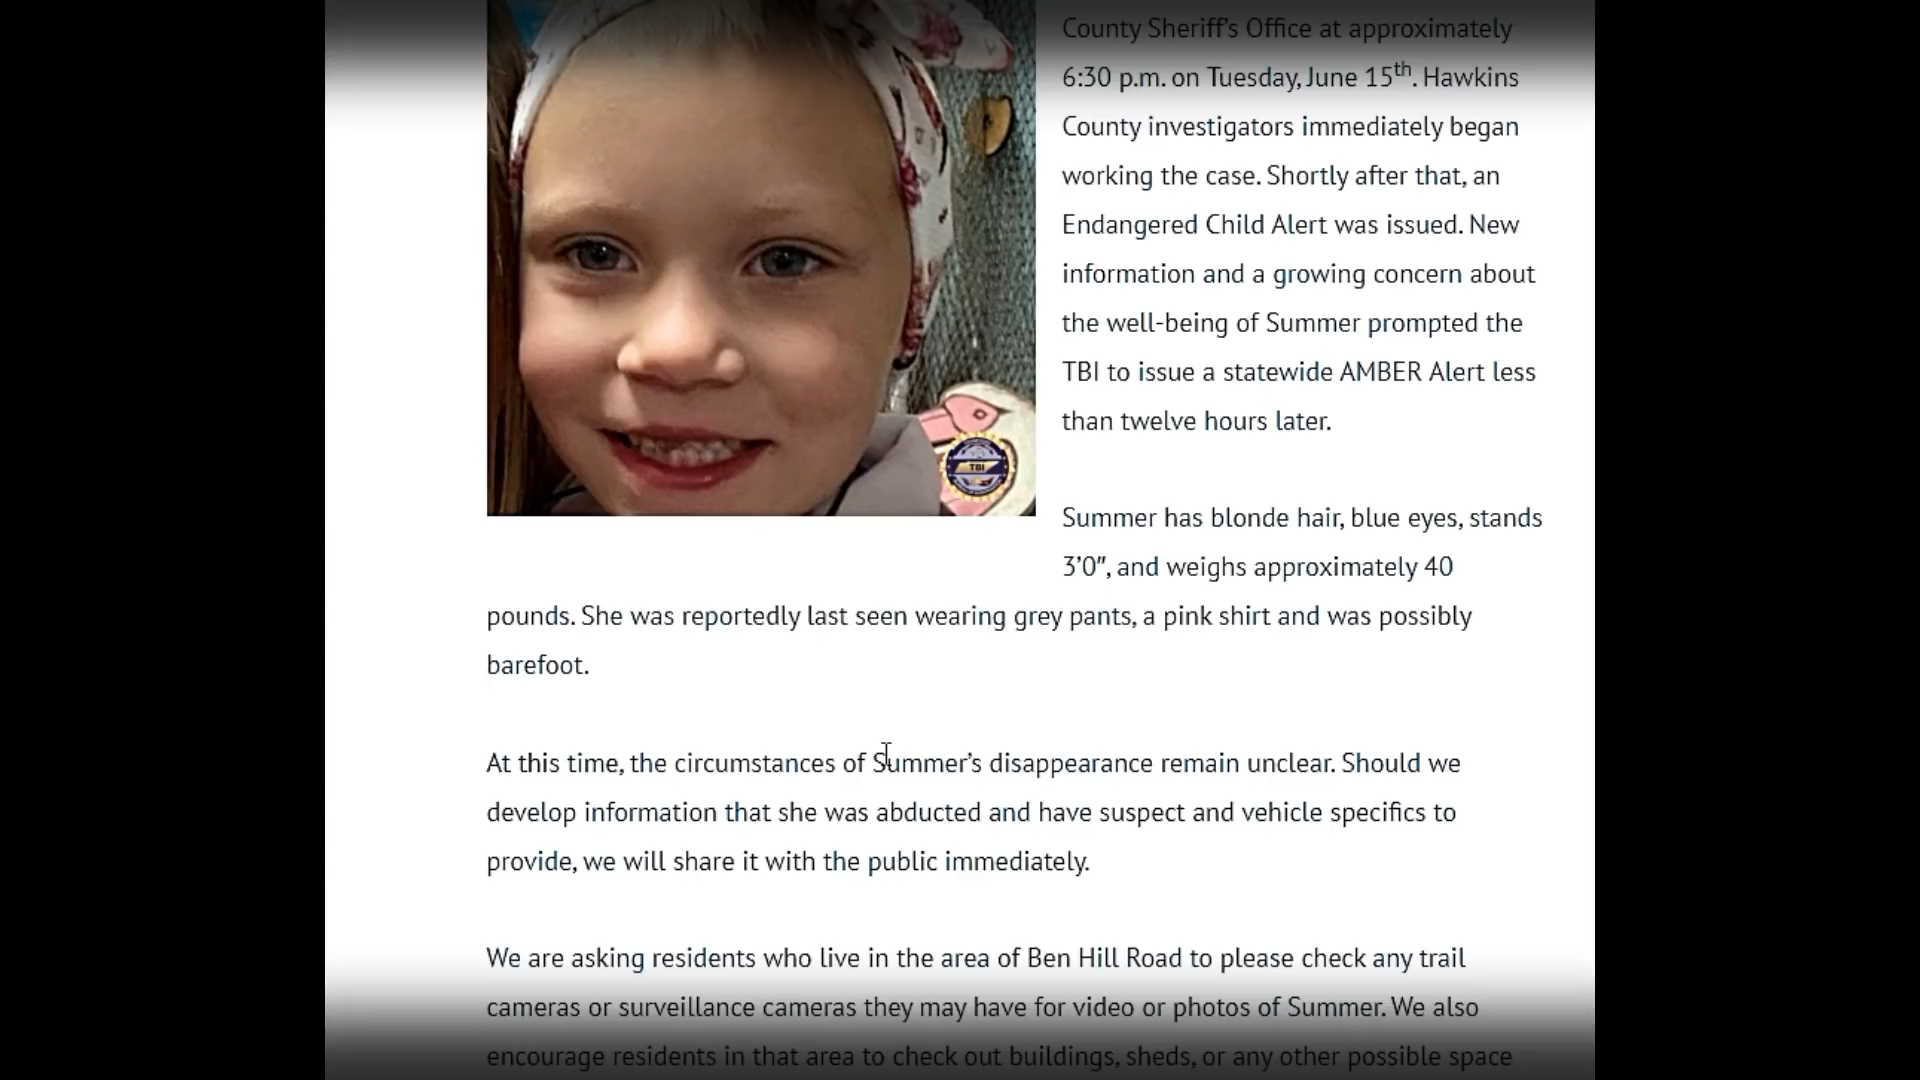 County Sheriff's Office at approximately
6:30 p.m. on Tuesday, June 15th. Hawkins
County investigators immediately began
working the case. Shortly after that, an
Endangered Child Alert was issued. New
information and a growing concern about
the well-being of Summer prompted the
TBI to issue a statewide AMBER Alert less
than twelve hours later.
TBI
Summer has blonde hair, blue eyes, stands
3’0″, and weighs approximately 40
pounds. She was reportedly last seen wearing grey pants, a pink shirt and was possibly
barefoot.
At this time, the circumstances of Summer’s disappearance remain unclear. Should we
develop information that she was abducted and have suspect and vehicle specifics to
provide, we will share it with the public immediately.
We are asking residents who live in the area of Ben Hill Road to please check any trail
cameras or surveillance cameras they may have for video or photos of Summer. We also
encourage residents in that area to check out buildings, sheds, or any other possible space